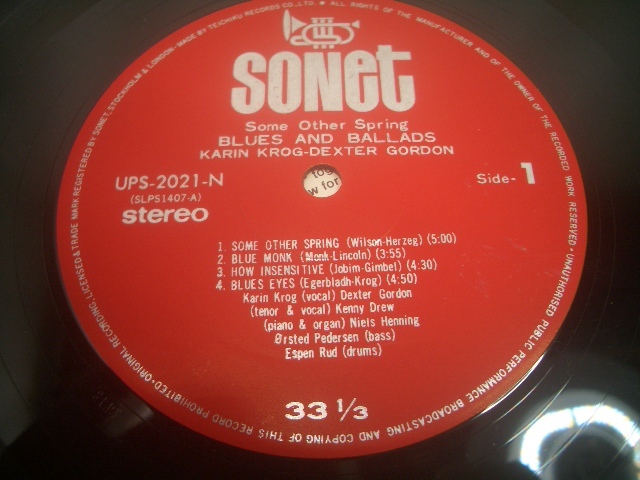 SONET
Some Other Spring
BLUES AND BALLADS
KARIN KROG-DEXTER GORDON
UPS-2021-N
(SLPS1407-A)
stereo
Side-1
w for
1. SOME OTHER SPRING (Wilson-Herzeg) (5:00)
2. BLUE MONK (Monk-Lincoln) (3:55)
3. HOW INSENSITIVE (Jobim-Gimbel) (4:30)
4. BLUES EYES (Egerbladh-Krog) (4:50)
Karin Krog (vocal) Dexter Gordon
(tenor & vocal) Kenny Drew
(piano & organ) Niels Henning
Ørsted Pedersen (bass)
Espen Rud (drums)
33 1/3
MADE BY TEICHIKU RECORDS CO., LTD. • ALL RIGHTS OF THE MANUFACTURER AND OF THE OWNER OF THE RECORDED WORK RESERVED • UNAUTHORISED PUBLIC PERFORMANCE BROADCASTING AND COPYING OF THIS RECORD PROHIBITED • ORIGINAL RECORDING, LICENSED & TRADE MARK REGISTERED BY SONET, STOCKHOLM & LONDON •